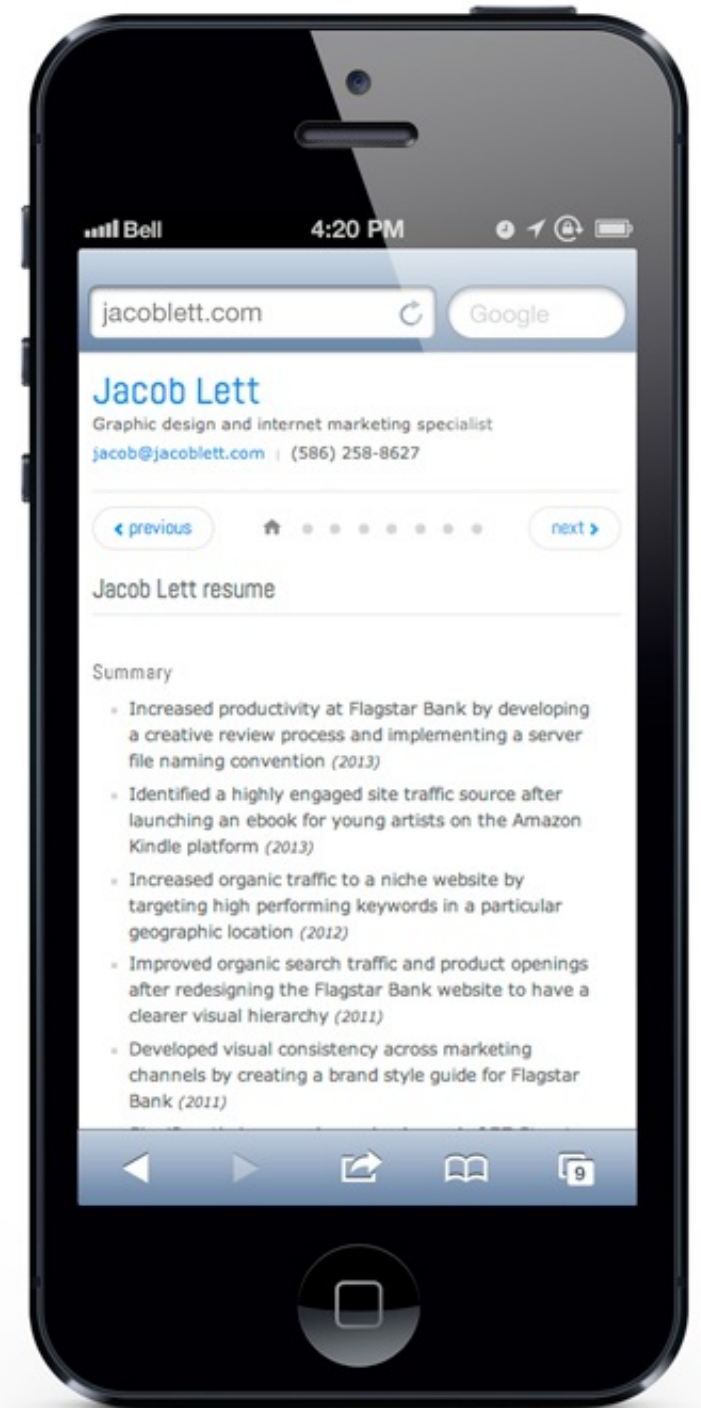 Bell 4:20 PM
jacoblett.com Google
Jacob Lett
Graphic design and internet marketing specialist
jacob@jacoblett.com | (586) 258-8627
‹ previous next ›
Jacob Lett resume
Summary
Increased productivity at Flagstar Bank by developing
a creative review process and implementing a server
file naming convention (2013)
Identified a highly engaged site traffic source after
launching an ebook for young artists on the Amazon
Kindle platform (2013)
Increased organic traffic to a niche website by
targeting high performing keywords in a particular
geographic location (2012)
Improved organic search traffic and product openings
after redesigning the Flagstar Bank website to have a
clearer visual hierarchy (2011)
Developed visual consistency across marketing
channels by creating a brand style guide for Flagstar
Bank (2011)
9